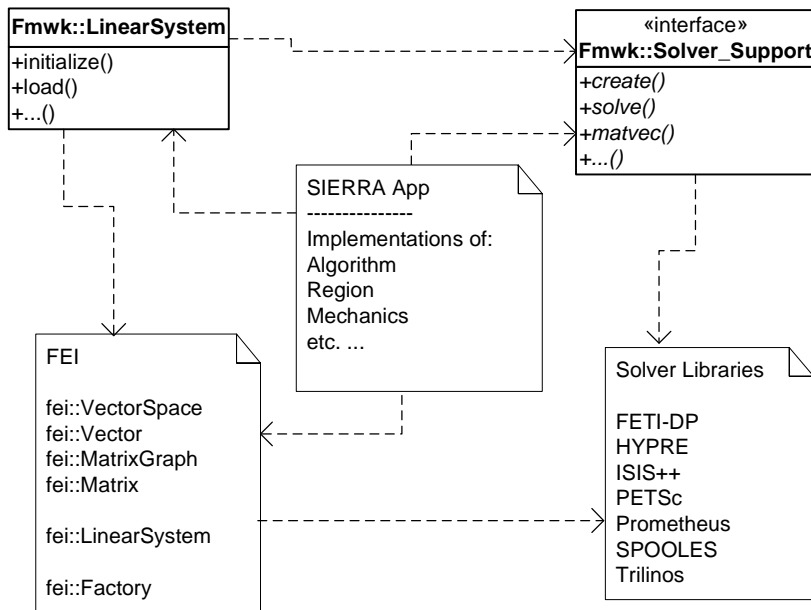 Fmwk::LinearSystem
+initialize()
+load()
+...()
«interface»
Fmwk::Solver_Support
+create()
+solve()
+matvec()
+...()
SIERRA App
---------------
Implementations of:
Algorithm
Region
Mechanics
etc. ...
FEI
fei::VectorSpace
fei::Vector
fei::MatrixGraph
fei::Matrix
fei::LinearSystem
fei::Factory
Solver Libraries
FETI-DP
HYPRE
ISIS++
PETSc
Prometheus
SPOOLES
Trilinos